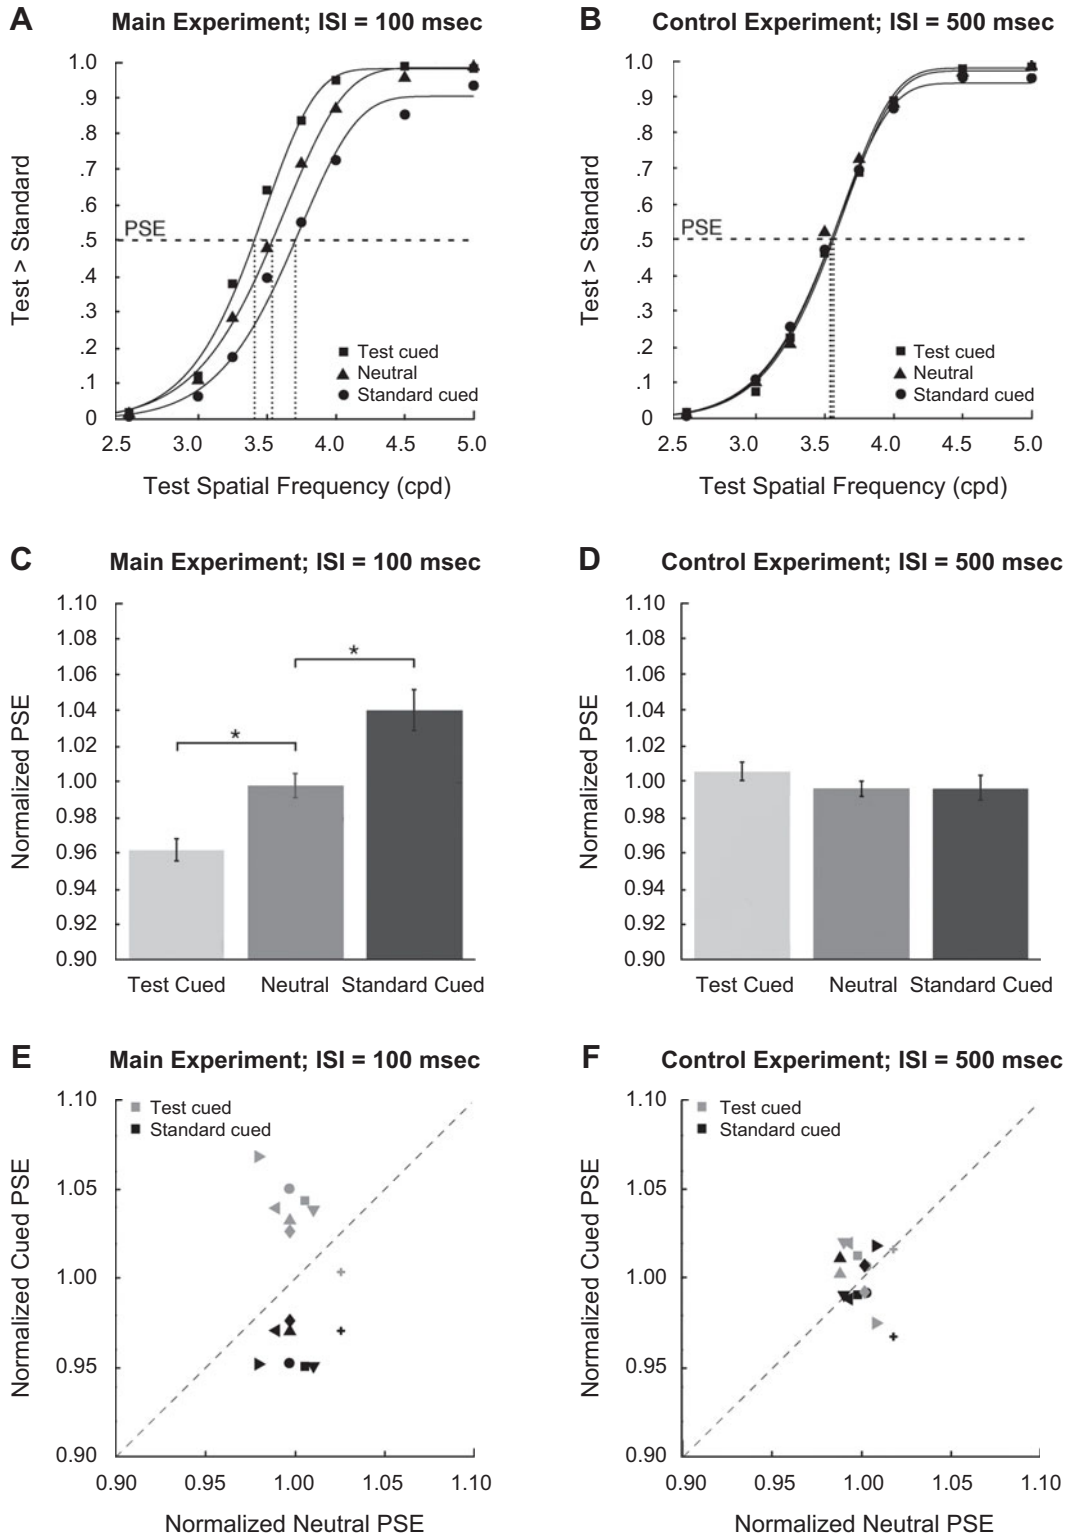 A Main Experiment; ISI = 100 msec
1.0
.9
.8
.7
.6
.5
.4
.3
.2
.1
0
Test > Standard
PSE
Test cued
Neutral
Standard cued
2.5 3.0 3.5 4.0 4.5 5.0
Test Spatial Frequency (cpd)
B Control Experiment; ISI = 500 msec
1.0
.9
.8
.7
.6
.5
.4
.3
.2
.1
0
Test > Standard
PSE
Test cued
Neutral
Standard cued
2.5 3.0 3.5 4.0 4.5 5.0
Test Spatial Frequency (cpd)
C Main Experiment; ISI = 100 msec
1.10
1.08
1.06
1.04
1.02
1.00
0.98
0.96
0.94
0.92
0.90
Normalized PSE
*
*
Test Cued Neutral Standard Cued
D Control Experiment; ISI = 500 msec
1.10
1.08
1.06
1.04
1.02
1.00
0.98
0.96
0.94
0.92
0.90
Normalized PSE
Test Cued Neutral Standard Cued
E Main Experiment; ISI = 100 msec
1.10
1.05
1.00
0.95
0.90
Normalized Cued PSE
Test cued
Standard cued
0.90 0.95 1.00 1.05 1.10
Normalized Neutral PSE
F Control Experiment; ISI = 500 msec
1.10
1.05
1.00
0.95
0.90
Normalized Cued PSE
Test cued
Standard cued
0.90 0.95 1.00 1.05 1.10
Normalized Neutral PSE